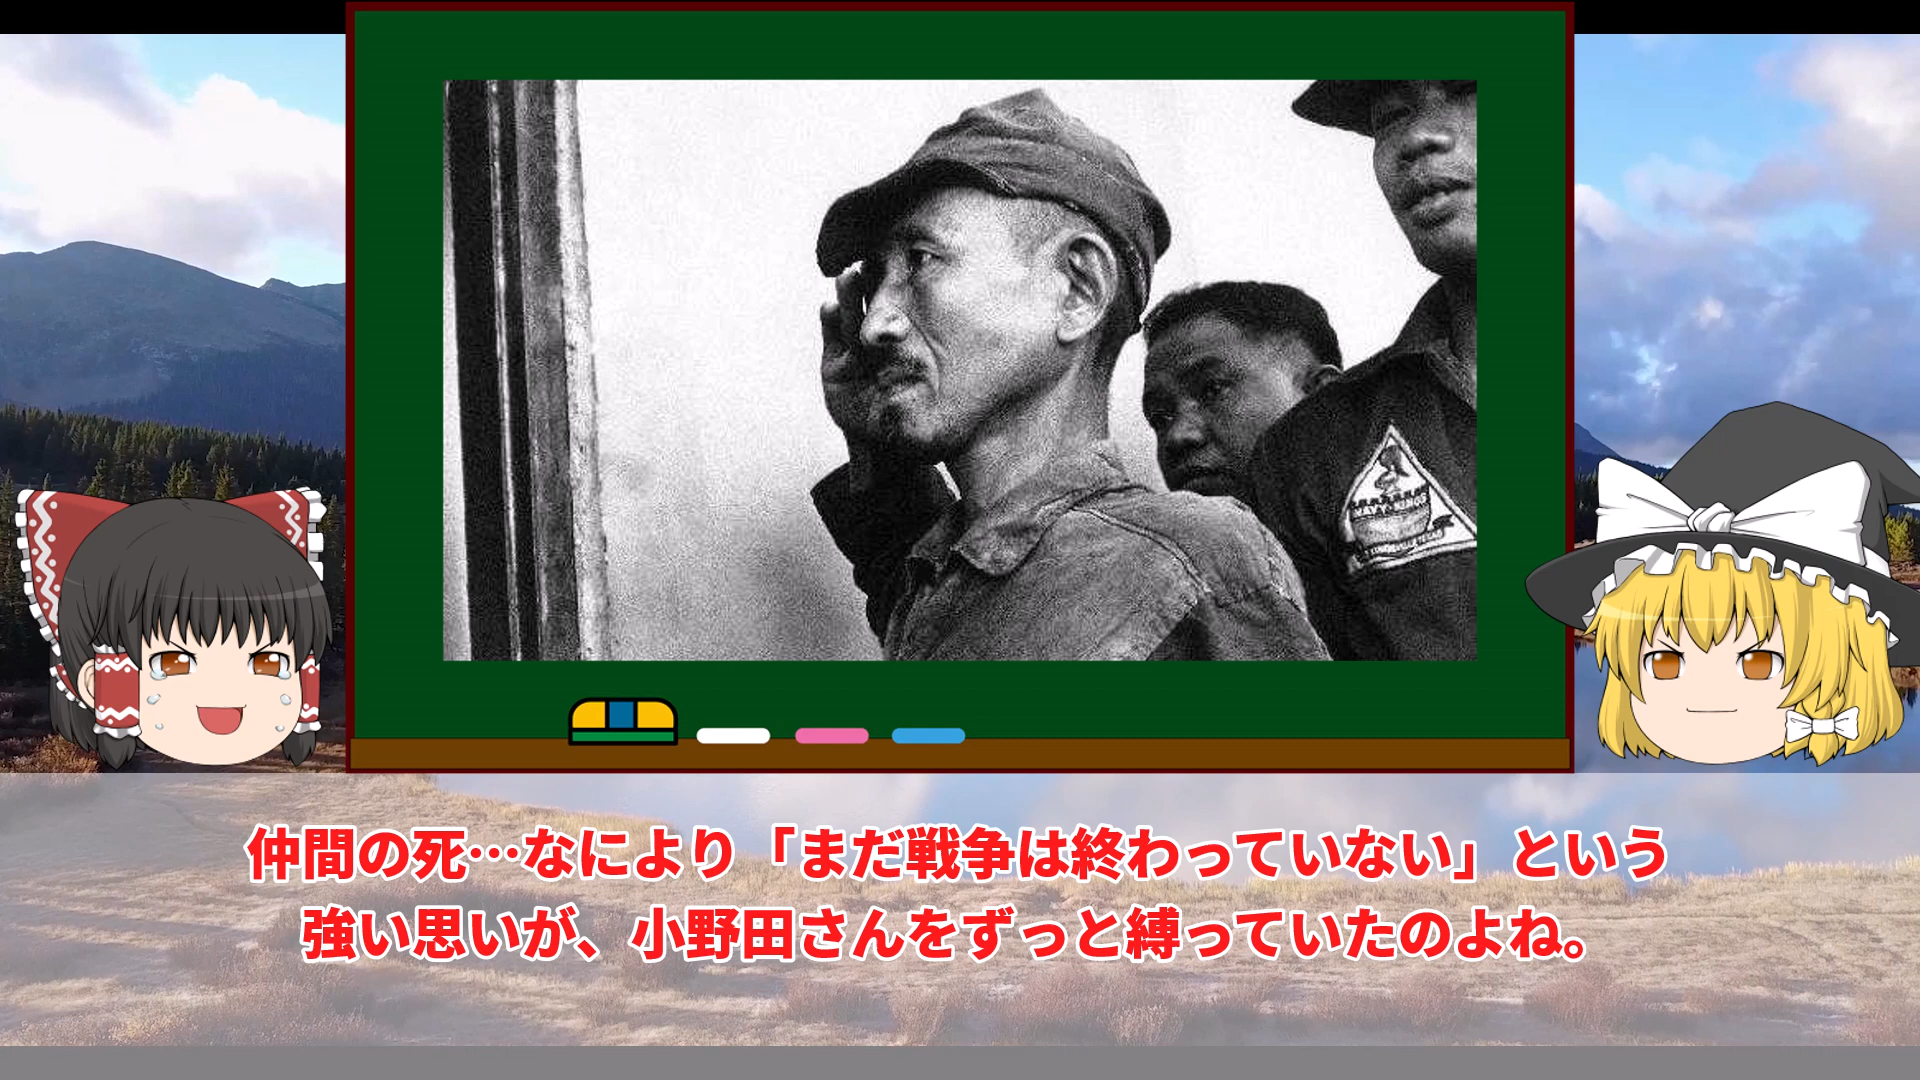 仲間の死…なにより「まだ戦争は終わっていない」という
強い思いが、小野田さんをずっと縛っていたのよね。